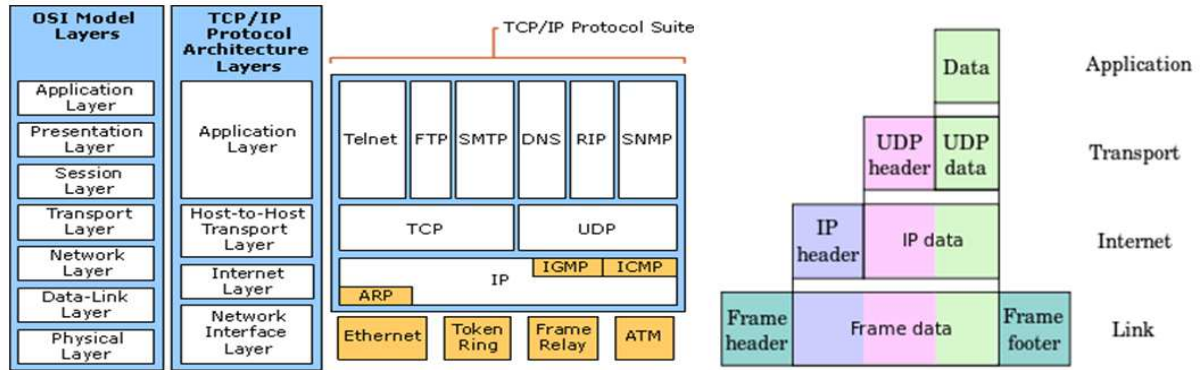 OSI Model
Layers
Application
Layer
Presentation
Layer
Session
Layer
Transport
Layer
Network
Layer
Data-Link
Layer
Physical
Layer
TCP/IP
Protocol
Architecture
Layers
Application
Layer
Host-to-Host
Transport
Layer
Internet
Layer
Network
Interface
Layer
TCP/IP Protocol Suite
Telnet
FTP
SMTP
DNS
RIP
SNMP
TCP
UDP
IP
IGMP
ICMP
ARP
Ethernet
Token
Ring
Frame
Relay
ATM
Data
Application
UDP
header
UDP
data
Transport
IP
header
IP data
Internet
Frame
header
Frame data
Frame
footer
Link